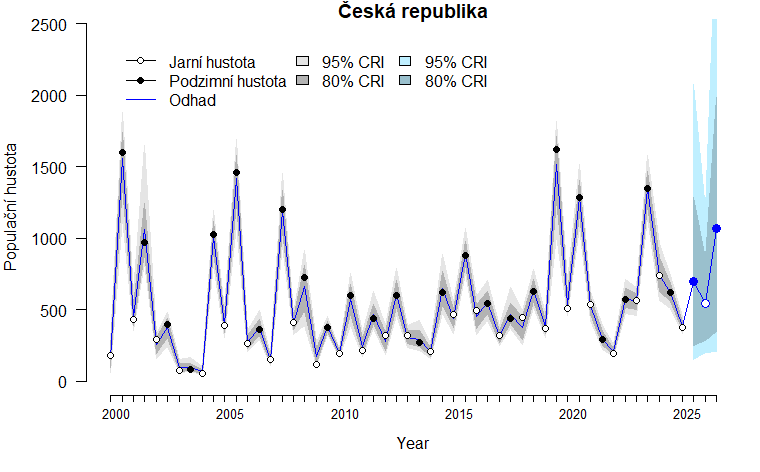 Česká republika
Populační hustota
2500
2000
1500
1000
500
0
Jarní hustota 95% CRI 95% CRI
Podzimní hustota 80% CRI 80% CRI
Odhad
2000 2005 2010 2015 2020 2025
Year